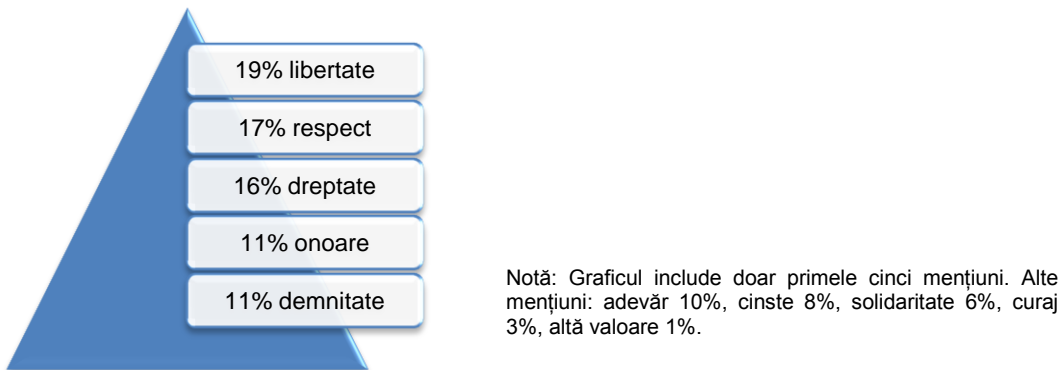 19% libertate
17% respect
16% dreptate
11% onoare
11% demnitate
Notă: Graficul include doar primele cinci mențiuni. Alte
mențiuni: adevăr 10%, cinste 8%, solidaritate 6%, curaj
3%, altă valoare 1%.